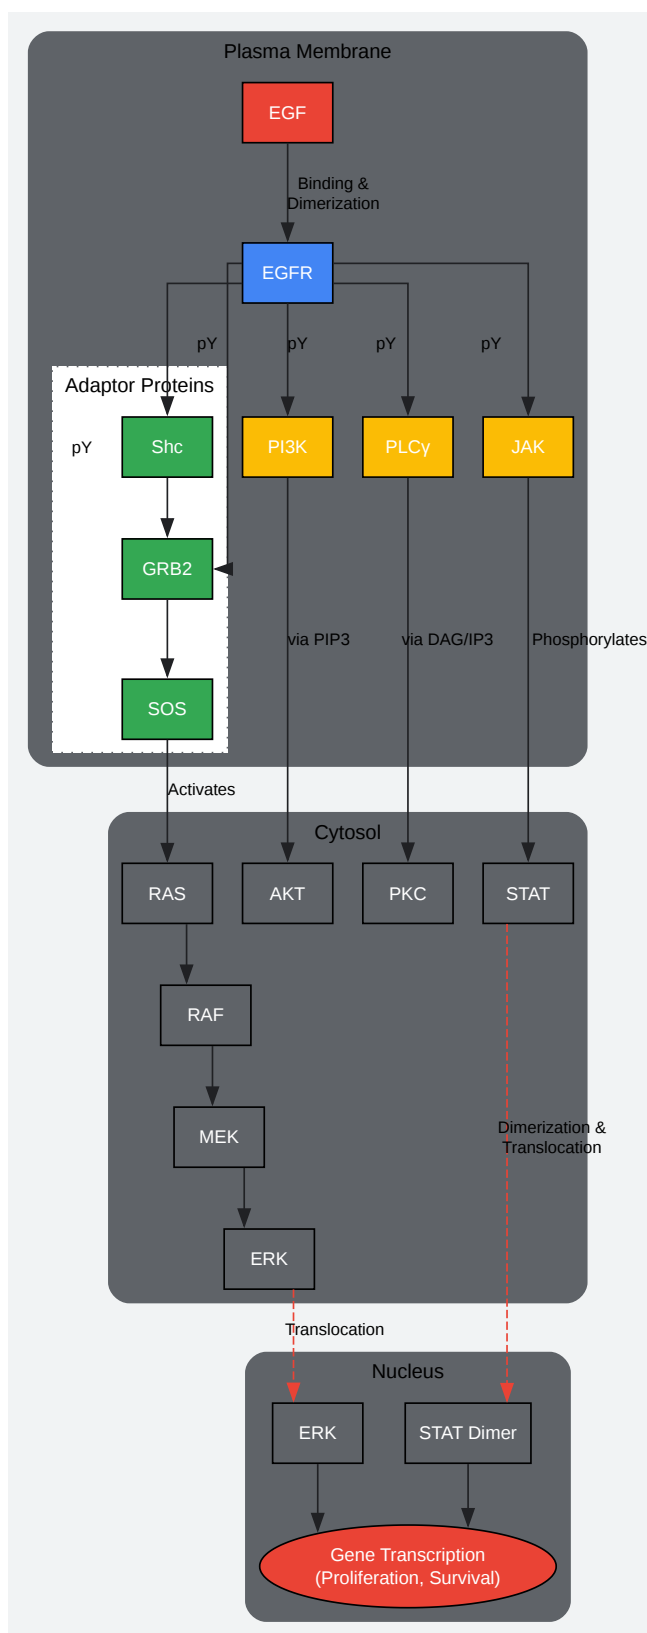 Plasma Membrane
EGF
Binding &
Dimerization
EGFR
pY
pY
pY
pY
Adaptor Proteins
pY
Shc
PI3K
PLCγ
JAK
GRB2
via PIP3
via DAG/IP3
Phosphorylates
SOS
Activates
Cytosol
RAS
AKT
PKC
STAT
RAF
MEK
Dimerization &
Translocation
ERK
Translocation
Nucleus
ERK
STAT Dimer
Gene Transcription
(Proliferation, Survival)